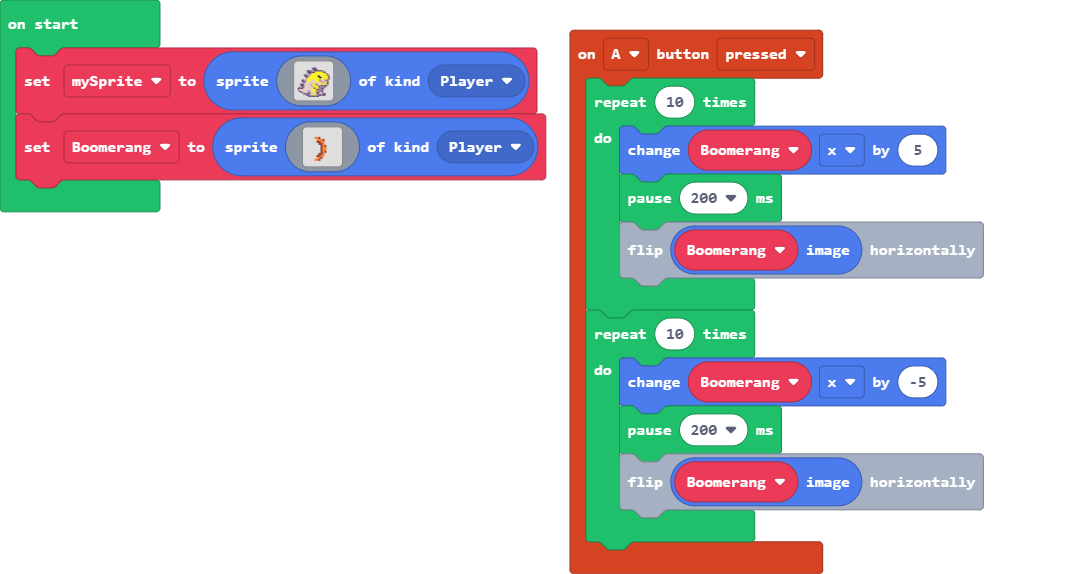 on start
set mySprite to sprite of kind Player
set Boomerang to sprite of kind Player
on A button pressed
repeat 10 times
do
change Boomerang x by 5
pause 200 ms
flip Boomerang image horizontally
repeat 10 times
do
change Boomerang x by -5
pause 200 ms
flip Boomerang image horizontally